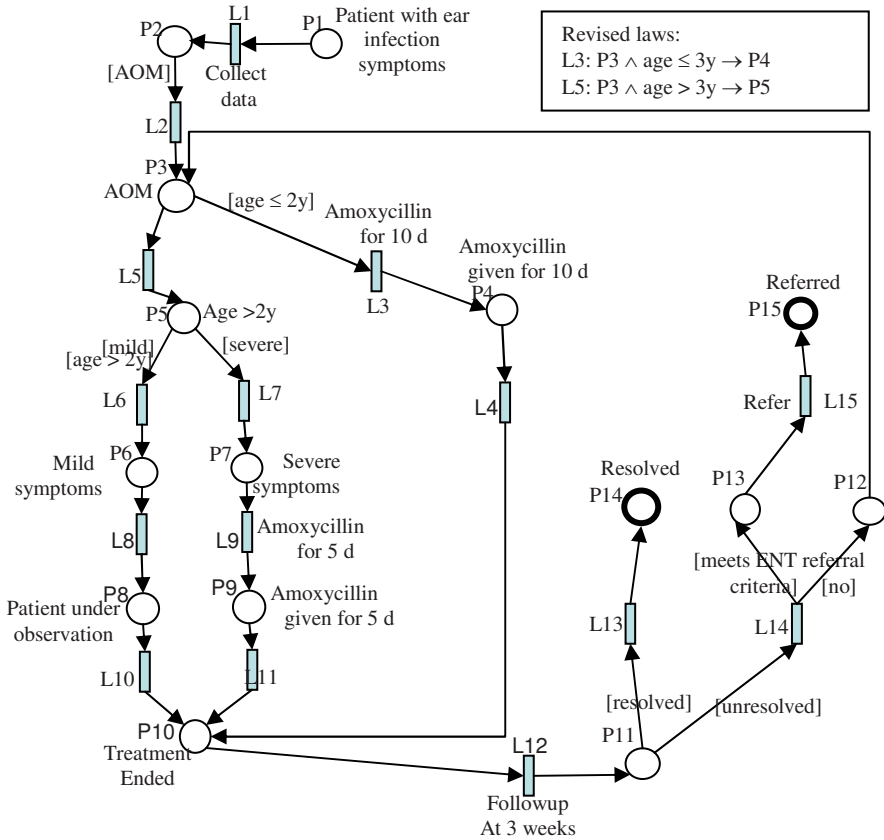 L1
P1
Patient with ear
infection
symptoms
P2
[AOM]
Collect
data
Revised laws:
L3: P3 ∧ age ≤ 3y → P4
L5: P3 ∧ age > 3y → P5
L2
P3
AOM
[age ≤ 2y]
Amoxycillin
for 10 d
L3
Amoxycillin
given for 10 d
P4
L5
P5
Age >2y
[mild]
[age > 2y]
[severe]
L6
L7
L4
Referred
P15
Refer
L15
P6
Mild
symptoms
P7
Severe
symptoms
Resolved
P14
P13
P12
L8
L9
Amoxycillin
for 5 d
[meets ENT referral
criteria]
[no]
P8
Patient under
observation
P9
Amoxycillin
given for 5 d
L13
L14
L10
L11
[resolved]
[unresolved]
P10
Treatment
Ended
L12
P11
Followup
At 3 weeks